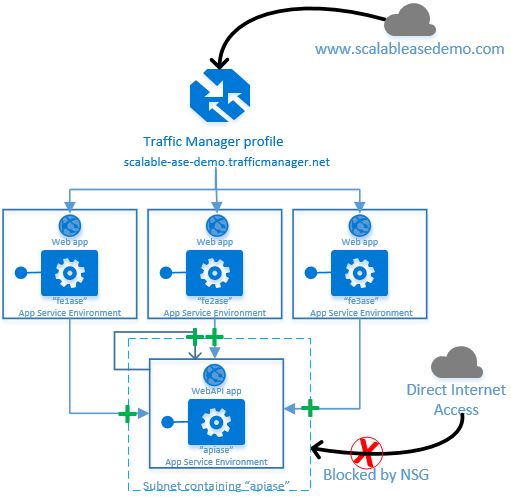 www.scalableasedemo.com
Traffic Manager profile
scalable-ase-demo.trafficmanager.net
Web app
"fe1ase"
App Service Environment
Web app
"fe2ase"
App Service Environment
Web app
"fe3ase"
App Service Environment
WebAPI app
"apiase"
App Service Environment
Subnet containing "apiase"
Direct Internet
Access
X
Blocked by NSG